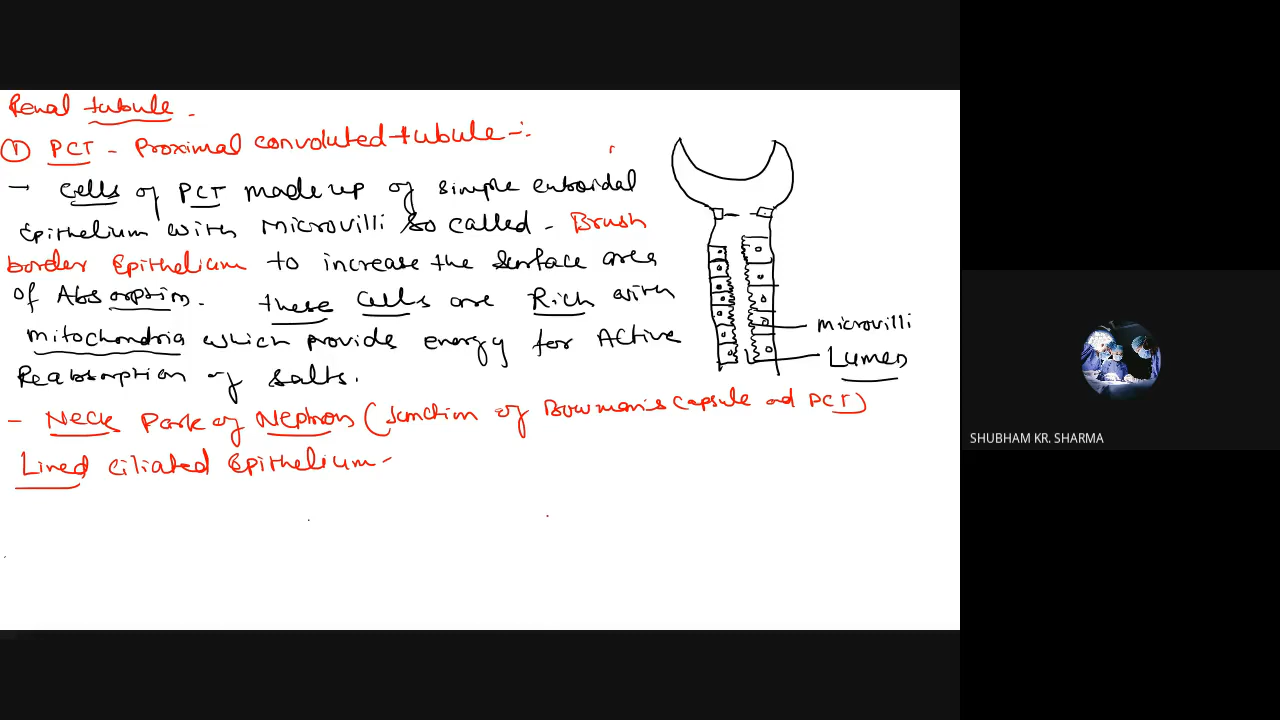 Renal tubule -
① PCT - Proximal convoluted tubule -:
→ Cells of PCT made up of simple cuboidal
Epithelium with Microvilli so called - Brush
border Epithelium to increase the surface area
of Absorption. These cells are Rich with
mitochondria which provide energy for Active
Reabsorption of salts.
microvilli
Lumen
- Neck Part of Nephron (Junction of Bowman's capsule and PCT)
Lined ciliated Epithelium -
SHUBHAM KR. SHARMA